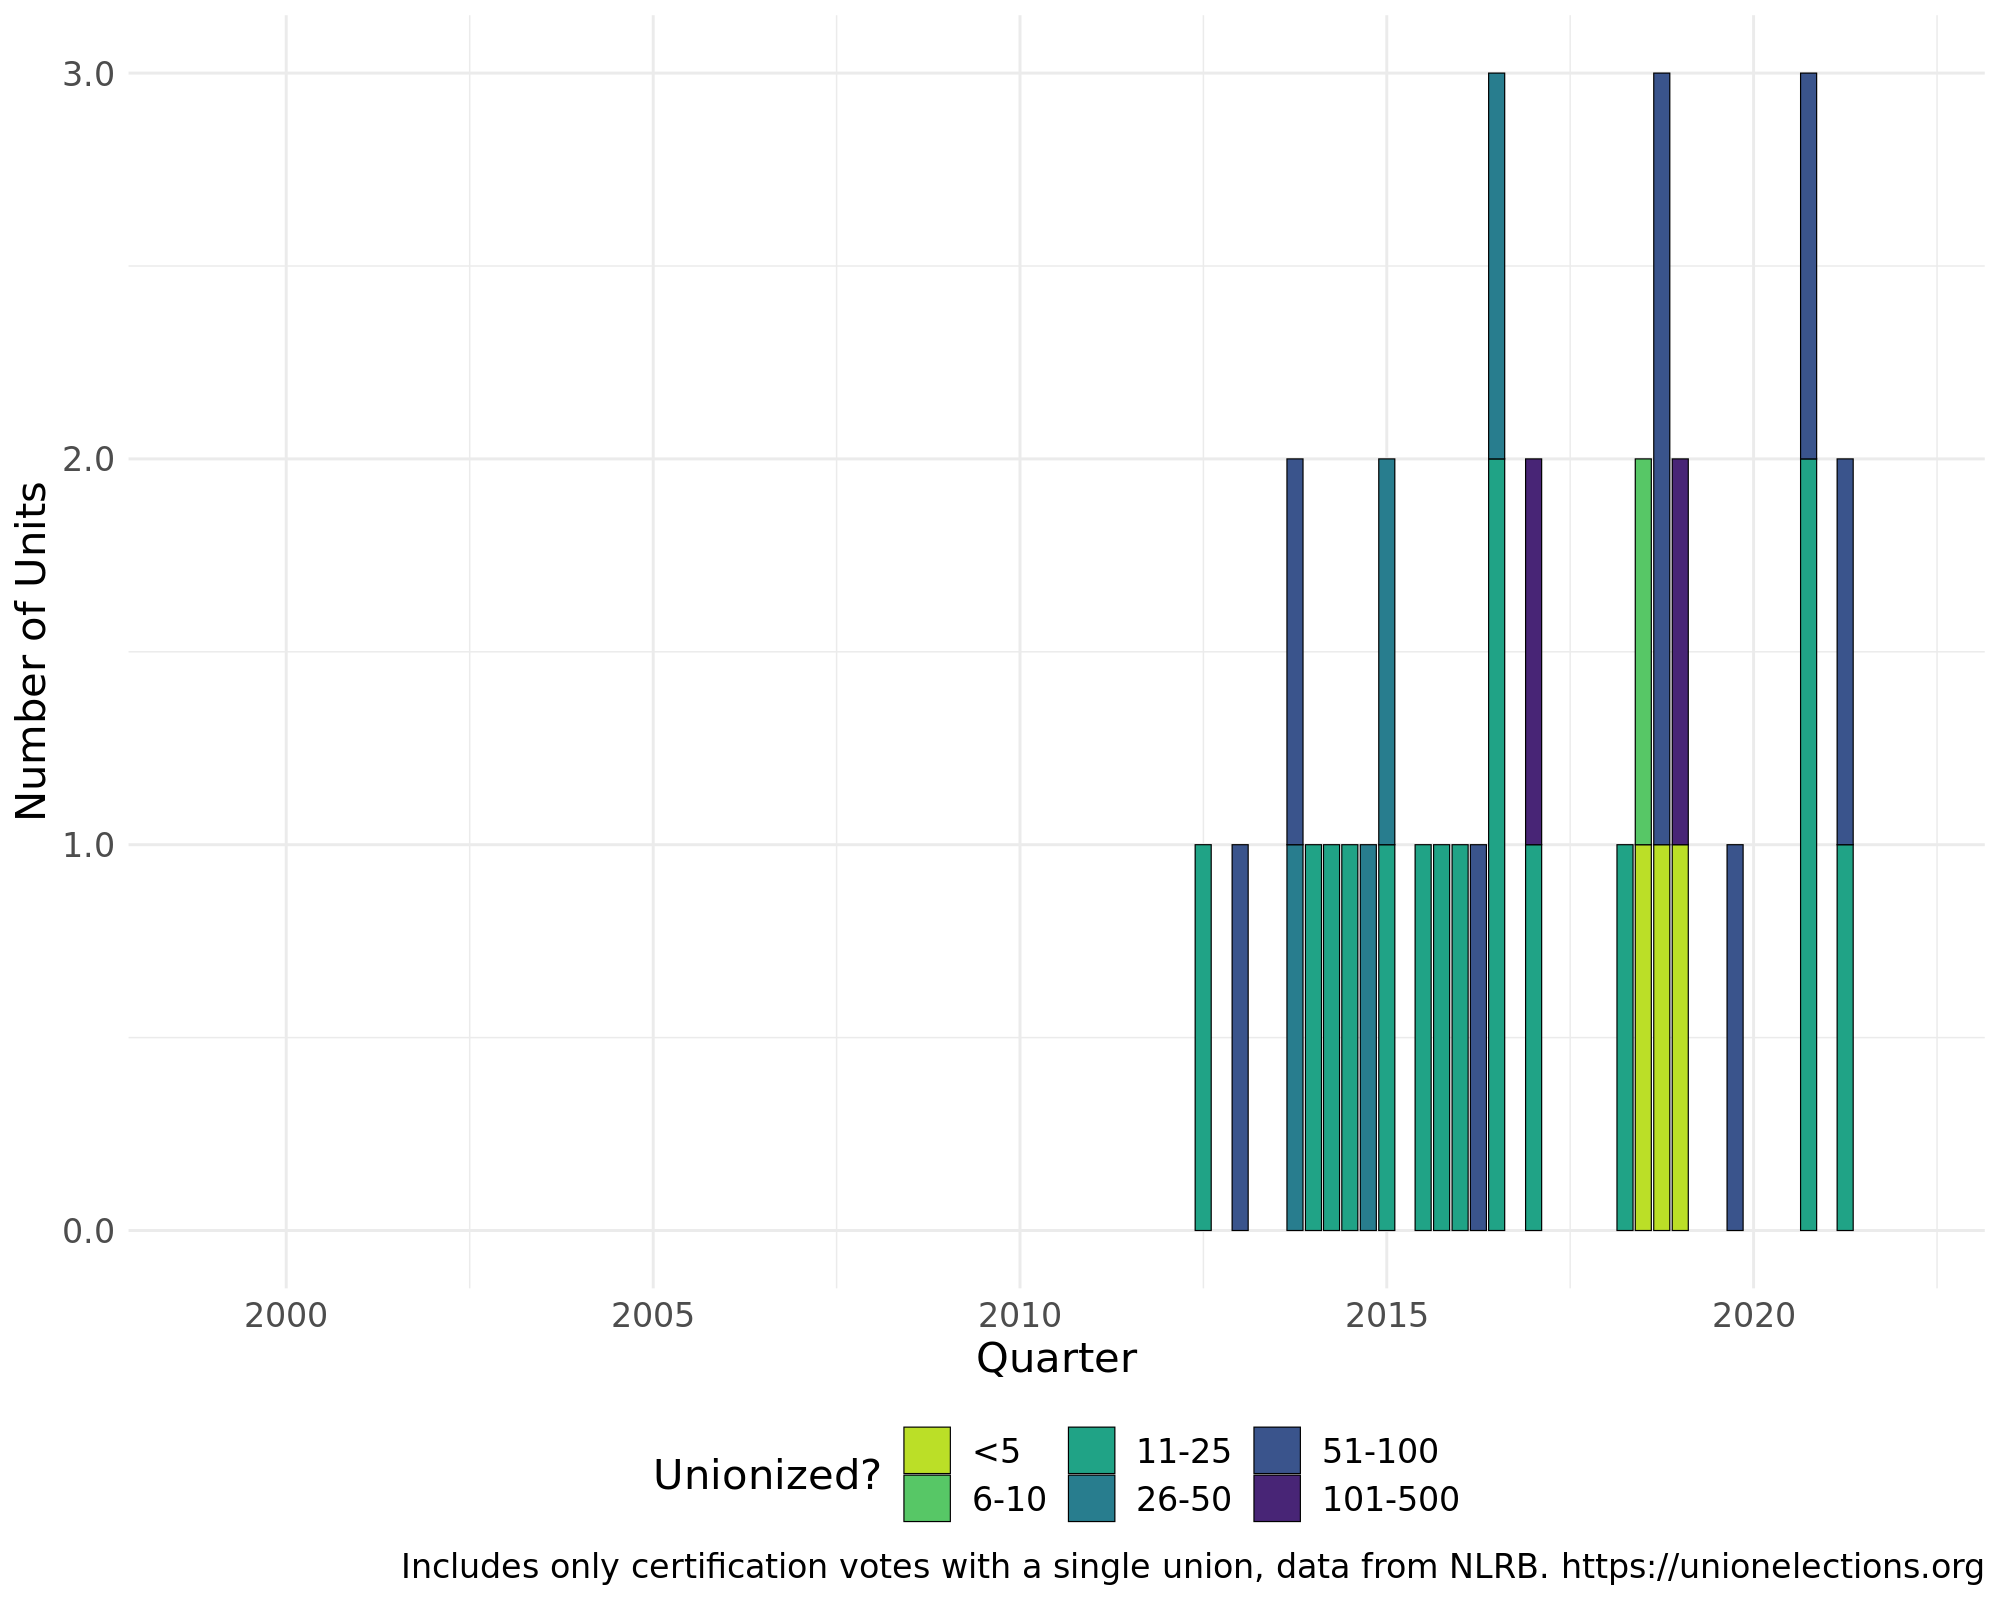 3.0
2.0
1.0
0.0
Number of Units
2000 2005 2010 2015 2020
Quarter
Unionized?
<5 11-25 51-100
6-10 26-50 101-500
Includes only certification votes with a single union, data from NLRB. https://unionelections.org